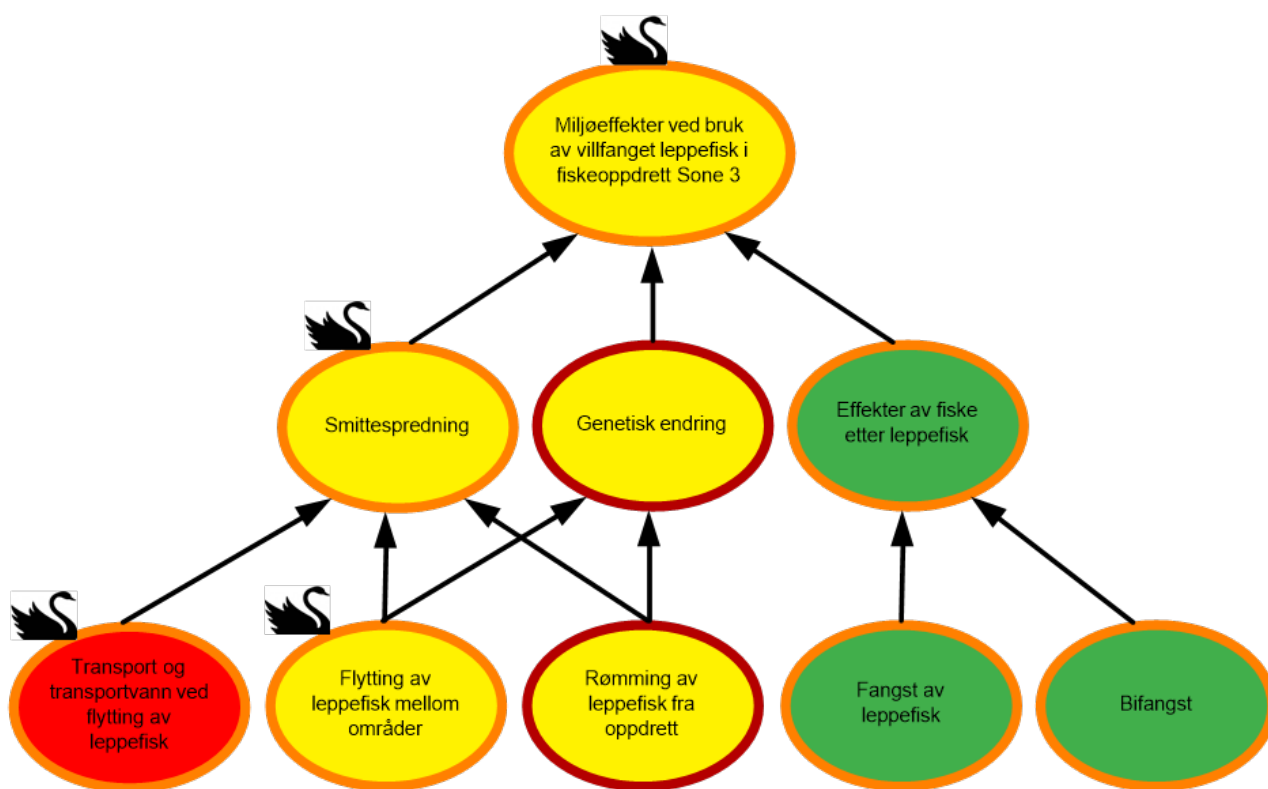 Miljøeffekter ved bruk
av villfanget leppefisk i
fiskeoppdrett Sone 3
Smittespredning
Genetisk endring
Effekter av fiske
etter leppefisk
Transport og
transportvann ved
flytting av
leppefisk
Flytting av
leppefisk mellom
områder
Rømming av
leppefisk fra
oppdrett
Fangst av
leppefisk
Bifangst